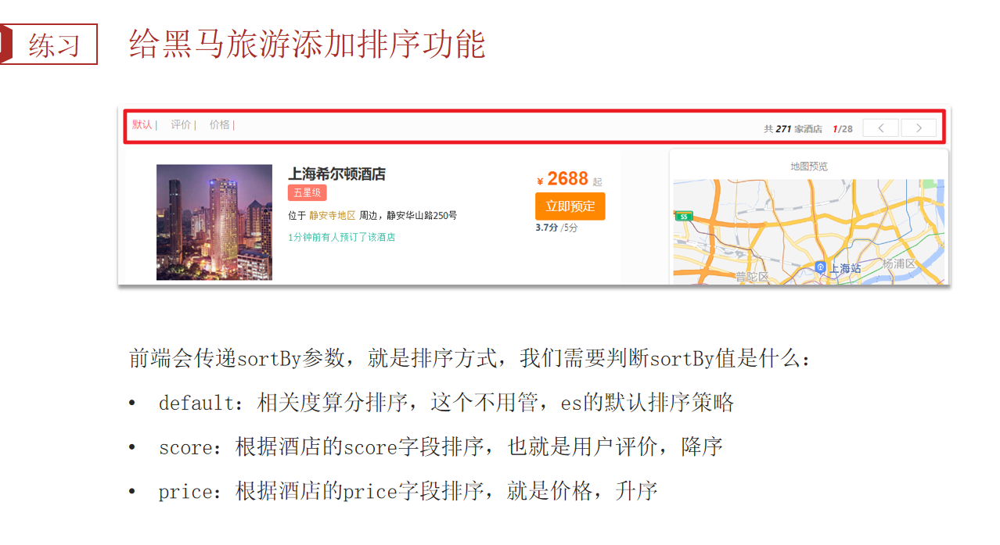 练习
给黑马旅游添加排序功能
默认 | 评价 | 价格 |
共 271 家酒店 1/28
上海希尔顿酒店
五星级
位于 静安寺地区 周边，静安华山路250号
1分钟前有人预订了该酒店
¥ 2688 起
立即预定
3.7分 /5分
地图预览
S5
上海站
杨浦区
普陀区
前端会传递sortBy参数，就是排序方式，我们需要判断sortBy值是什么：
• default：相关度算分排序，这个不用管，es的默认排序策略
• score：根据酒店的score字段排序，也就是用户评价，降序
• price：根据酒店的price字段排序，就是价格，升序